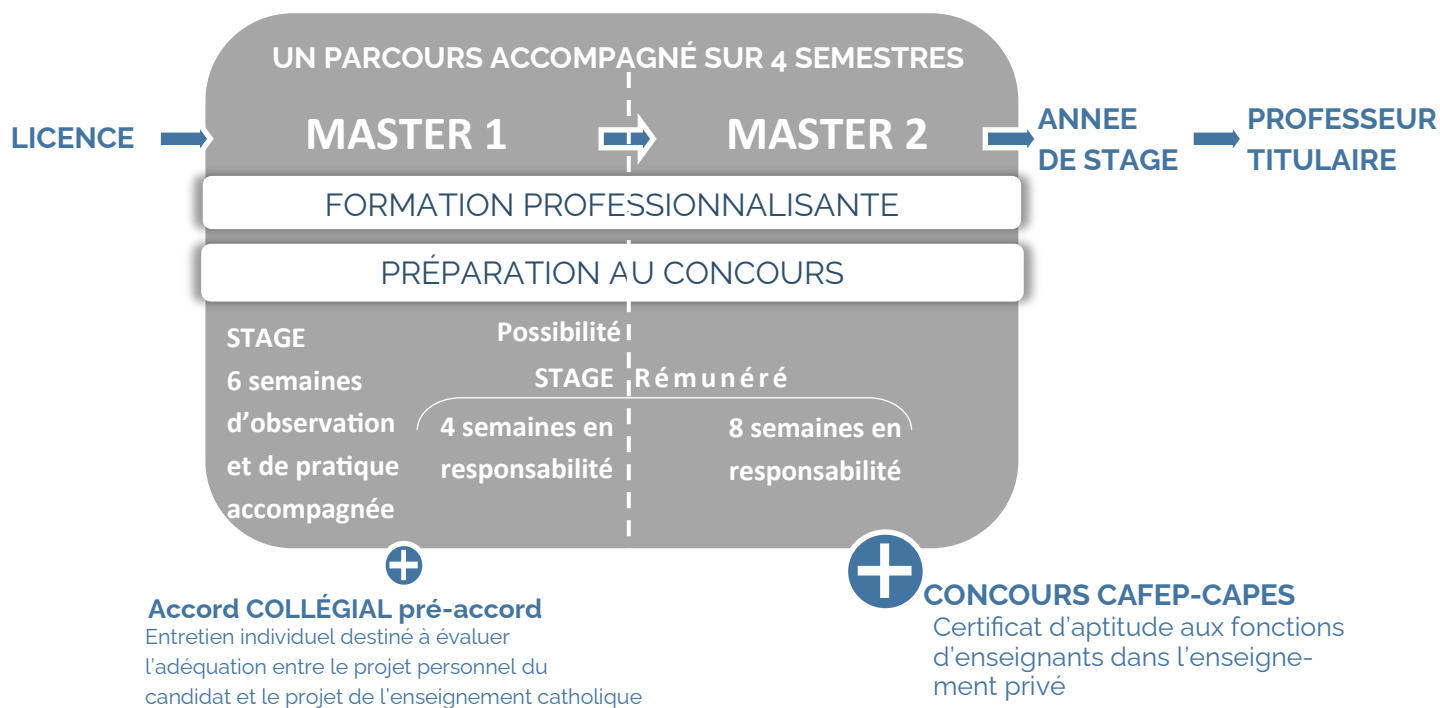 UN PARCOURS ACCOMPAGNÉ SUR 4 SEMESTRES
LICENCE
MASTER 1
MASTER 2
ANNEE
DE STAGE
PROFESSEUR
TITULAIRE
FORMATION PROFESSIONNALISANTE
PRÉPARATION AU CONCOURS
STAGE
6 semaines
d’observation
et de pratique
accompagnée
Possibilité
STAGE Rémunéré
4 semaines en
responsabilité
8 semaines en
responsabilité
Accord COLLÉGIAL pré-accord
Entretien individuel destiné à évaluer
l’adéquation entre le projet personnel du
candidat et le projet de l’enseignement catholique
CONCOURS CAFEP-CAPES
Certificat d’aptitude aux fonctions
d’enseignants dans l’enseigne-
ment privé